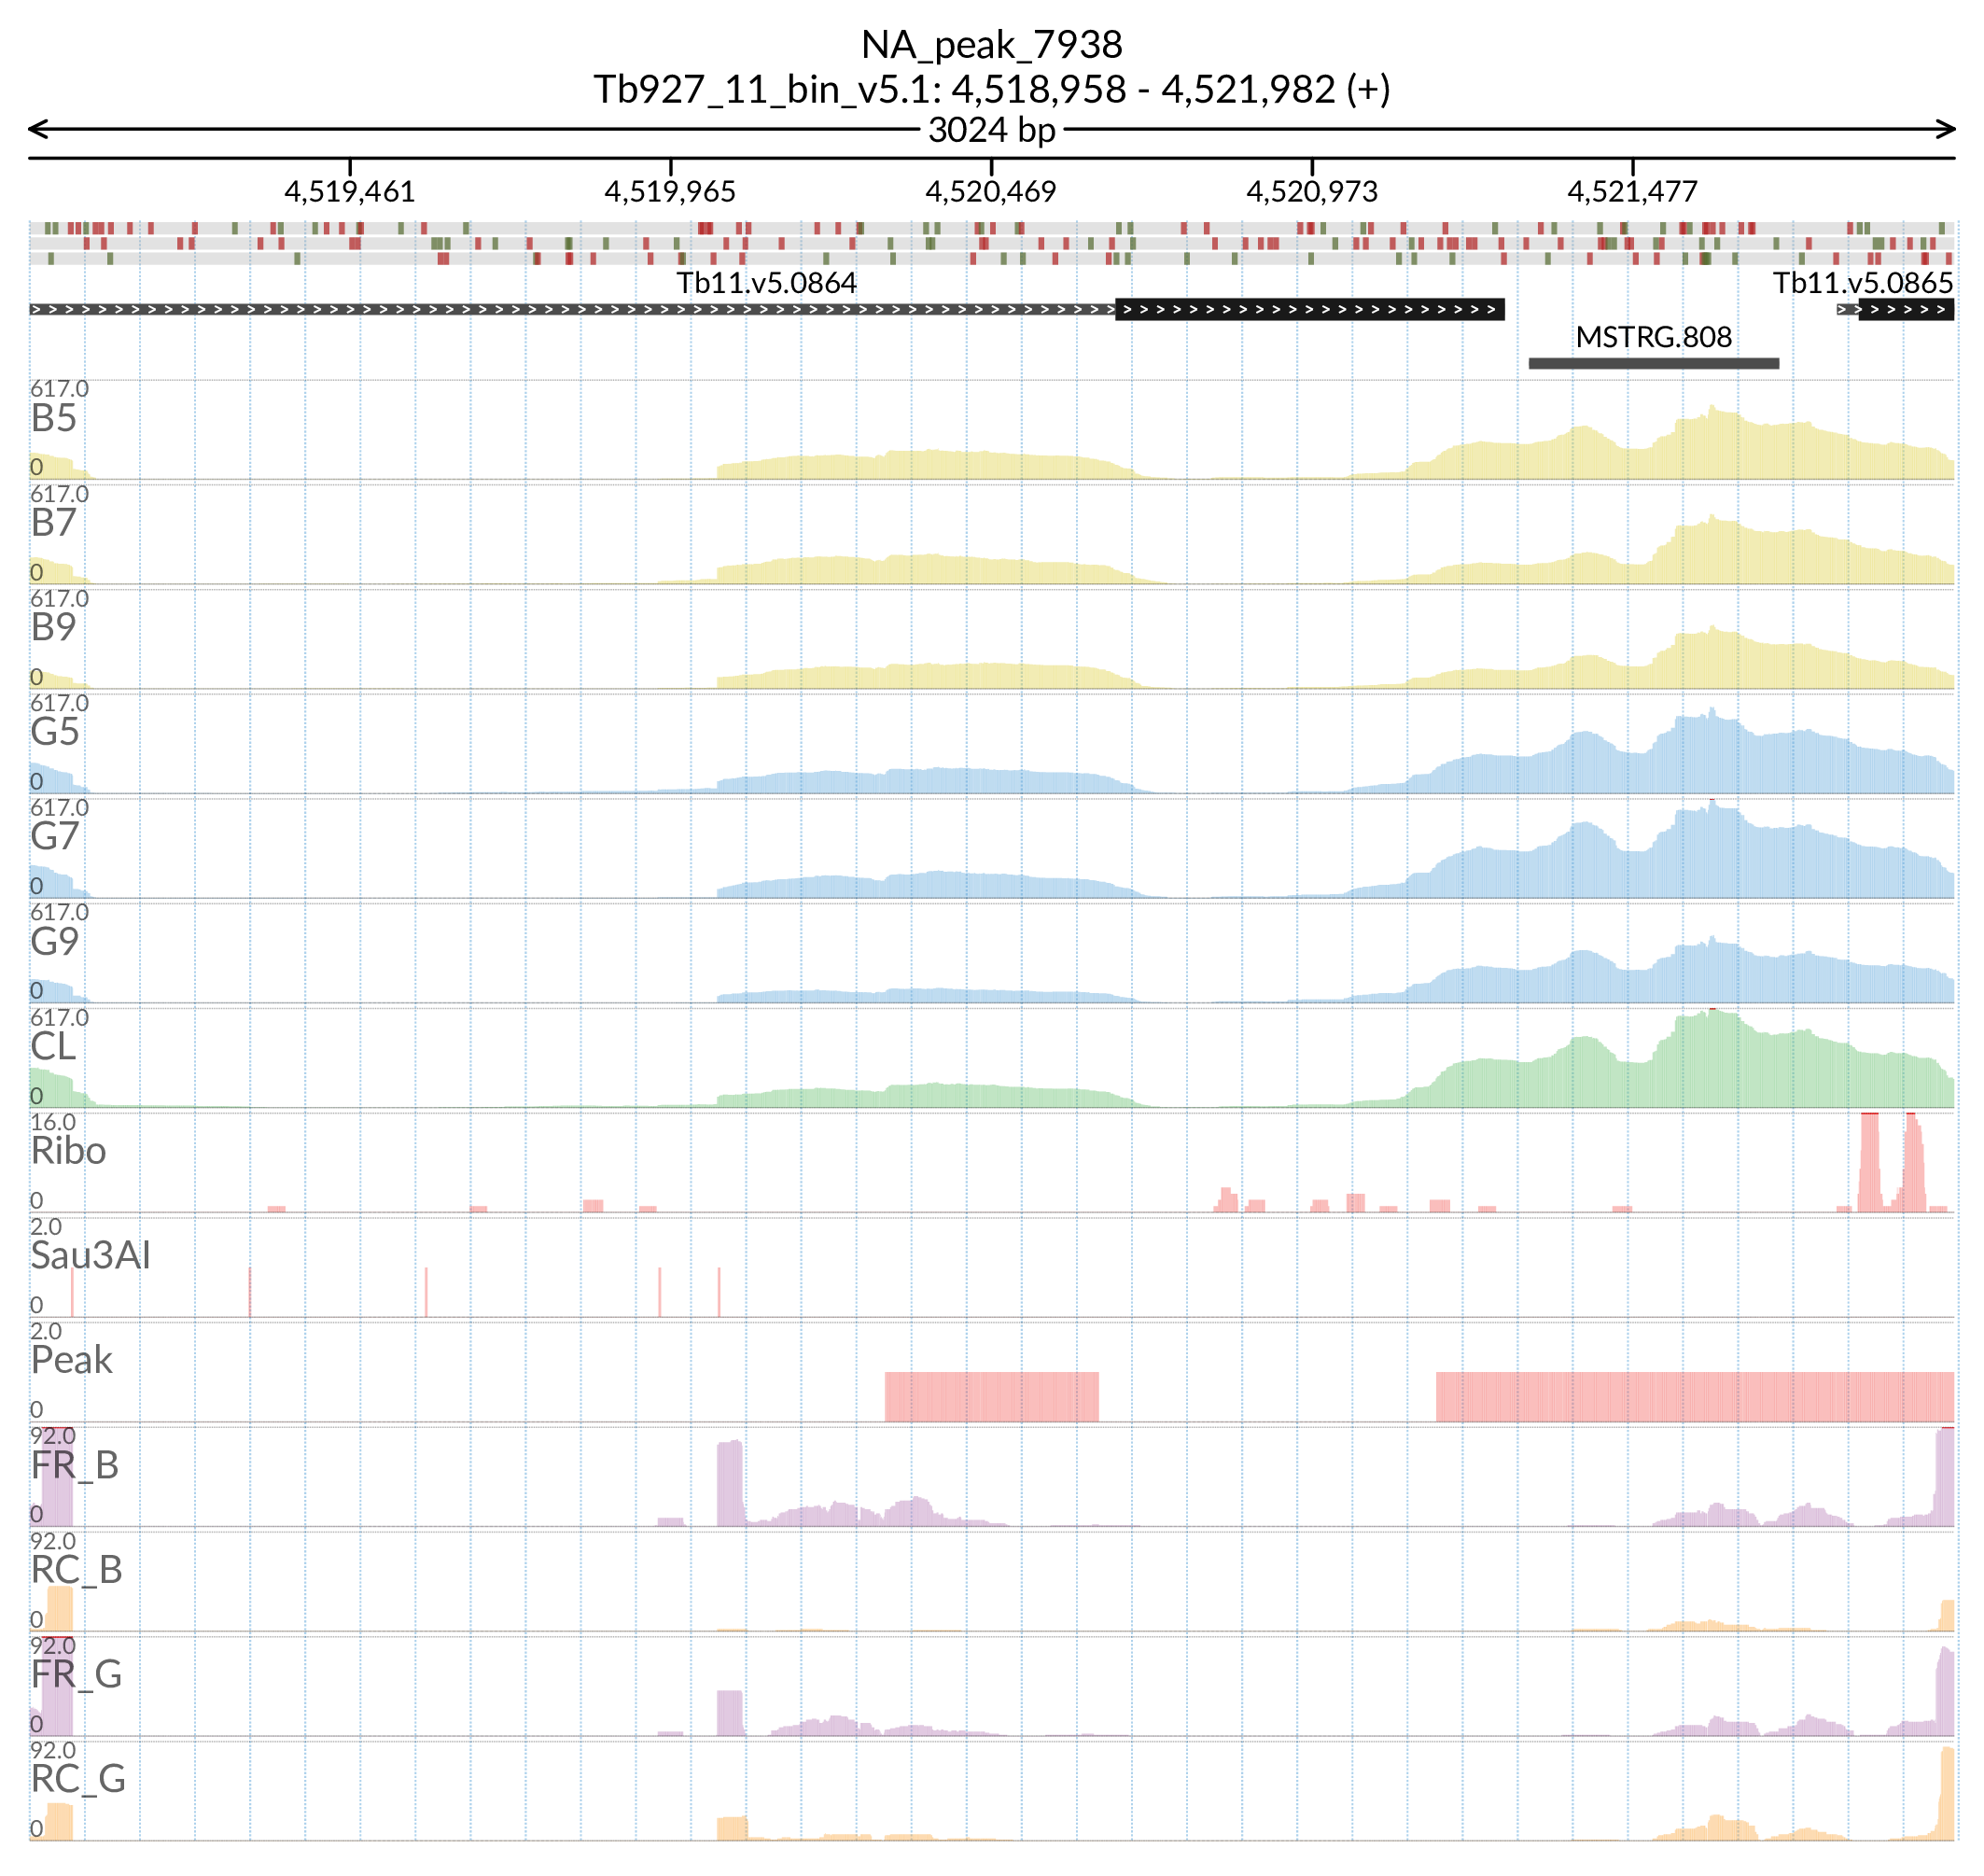 NA_peak_7938
Tb927_11_bin_v5.1: 4,518,958 - 4,521,982 (+)
3024 bp
4,519,461 4,519,965 4,520,469 4,520,973 4,521,477
Tb11.v5.0864 Tb11.v5.0865
MSTRG.808
617.0
B5
0
617.0
B7
0
617.0
B9
0
617.0
G5
0
617.0
G7
0
617.0
G9
0
617.0
CL
0
16.0
Ribo
0
2.0
Sau3AI
0
2.0
Peak
0
92.0
FR_B
0
92.0
RC_B
0
92.0
FR_G
0
92.0
RC_G
0